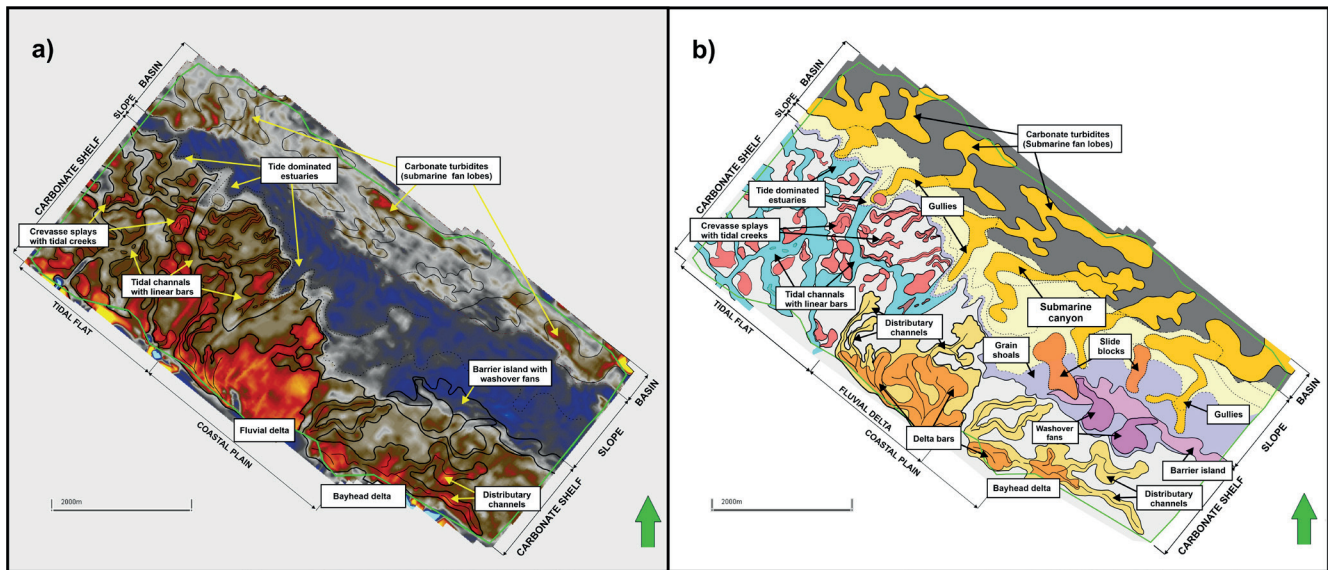 a)
BASIN
SLOPE
CARBONATE SHELF
Tide dominated
estuaries
Carbonate turbidites
(submarine fan lobes)
Crevasse splays
with tidal creeks
Tidal channels
with linear bars
TIDAL FLAT
Barrier island with
washover fans
Fluvial delta
COASTAL PLAIN
BASIN
SLOPE
CARBONATE SHELF
Bayhead delta
Distributary
channels
2000m
b)
BASIN
SLOPE
CARBONATE SHELF
Carbonate turbidites
(Submarine fan lobes)
Tide dominated
estuaries
Gullies
Crevasse splays
with tidal creeks
Tidal channels
with linear bars
TIDAL FLAT
Submarine
canyon
Distributary
channels
Grain
shoals
Slide
blocks
BASIN
FLUVIAL DELTA
Gullies
SLOPE
Delta bars
COASTAL PLAIN
Washover
fans
Barrier island
Bayhead delta
Distributary
channels
CARBONATE SHELF
2000m